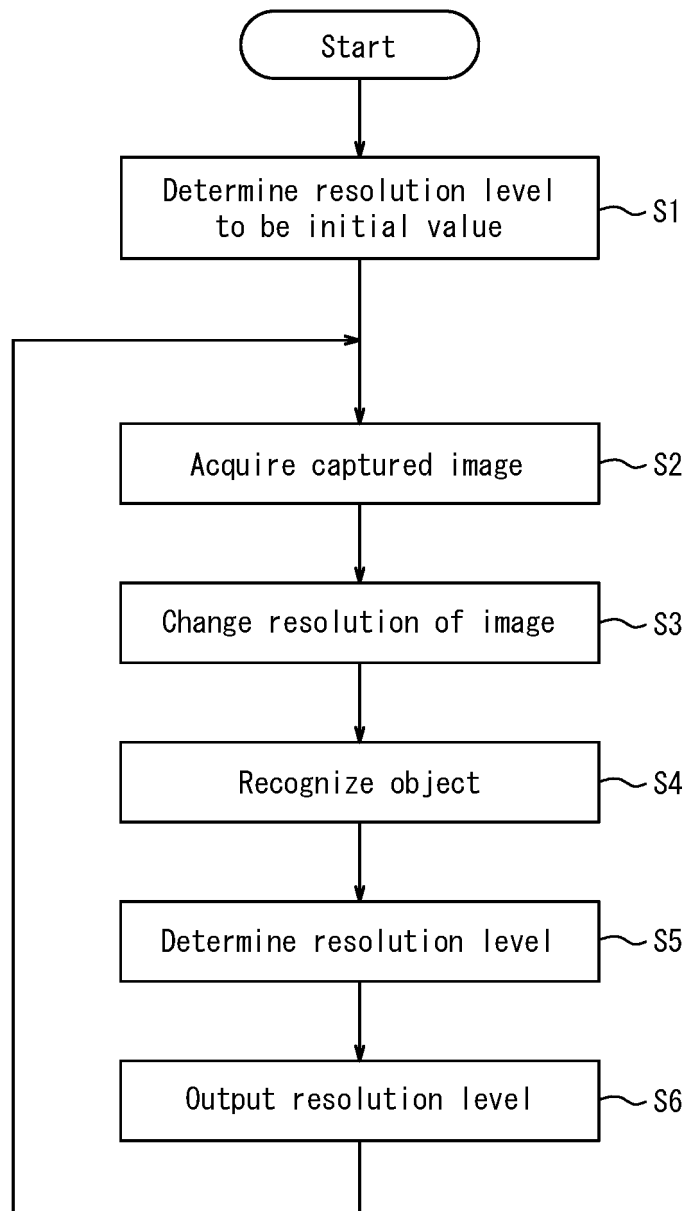 Start
Determine resolution level
to be initial value
S1
Acquire captured image
S2
Change resolution of image
S3
Recognize object
S4
Determine resolution level
S5
Output resolution level
S6